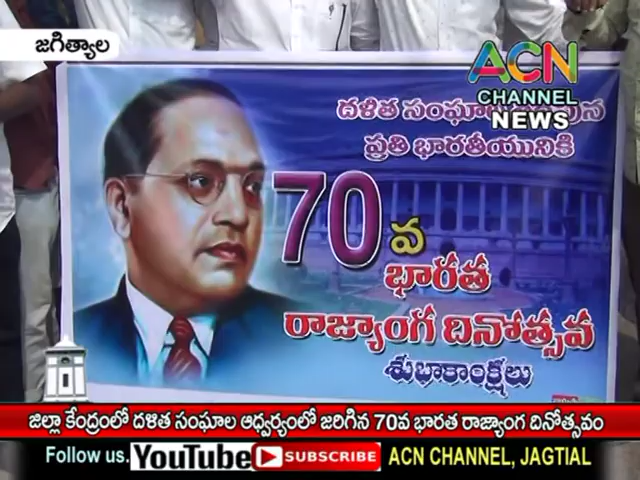 జగిత్యాల
ACN
CHANNEL
NEWS
దళిత సంఘాల
ప్రతి భారతీయునికి
70వ
భారత
రాజ్యాంగ దినోత్సవ
శుభాకాంక్షలు
జిల్లా కేంద్రంలో దళిత సంఘాల ఆధ్వర్యంలో జరిగిన 70వ భారత రాజ్యాంగ దినోత్సవం
Follow us. YouTube SUBSCRIBE ACN CHANNEL, JAGTIAL